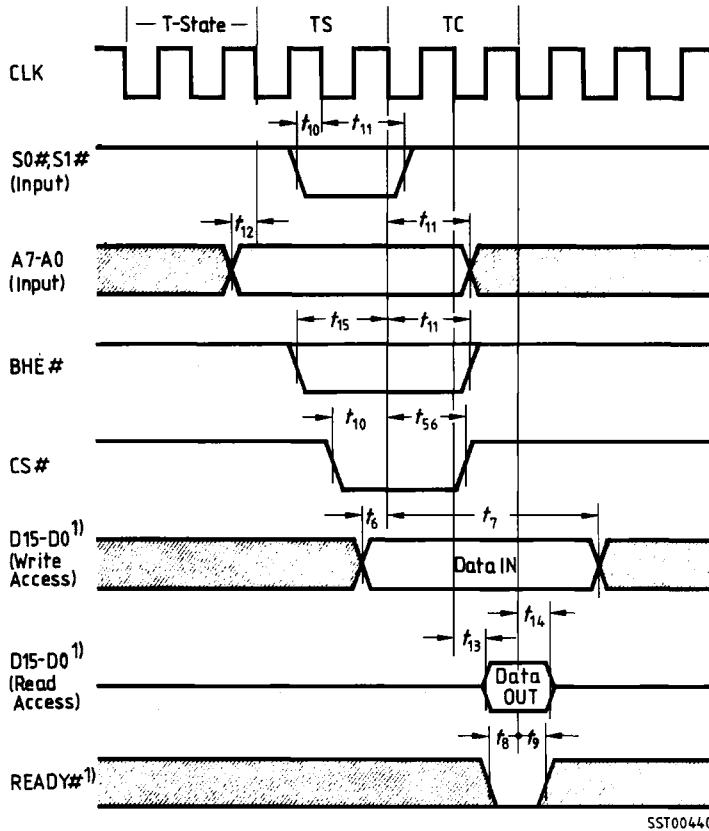 T-State TS TC
CLK
t10 t11
S0#,S1#
(Input)
t12 t11
A7-A0
(Input)
t15 t11
BHE#
t10 t56
CS#
t6 t7
D15-D0 1)
(Write
Access)
Data IN
t13 t14
D15-D0 1)
(Read
Access)
Data
OUT
t8 t9
READY# 1)
SST00440